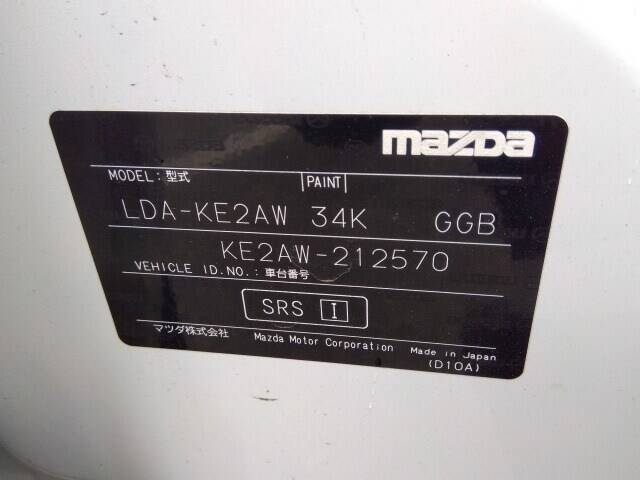 mazda
MODEL:型式 |PAINT|
LDA-KE2AW 34K GGB
KE2AW-212570
VEHICLE ID.NO.:車台番号
SRS I
マツダ株式会社 Mazda Motor Corporation Made in Japan
(D10A)